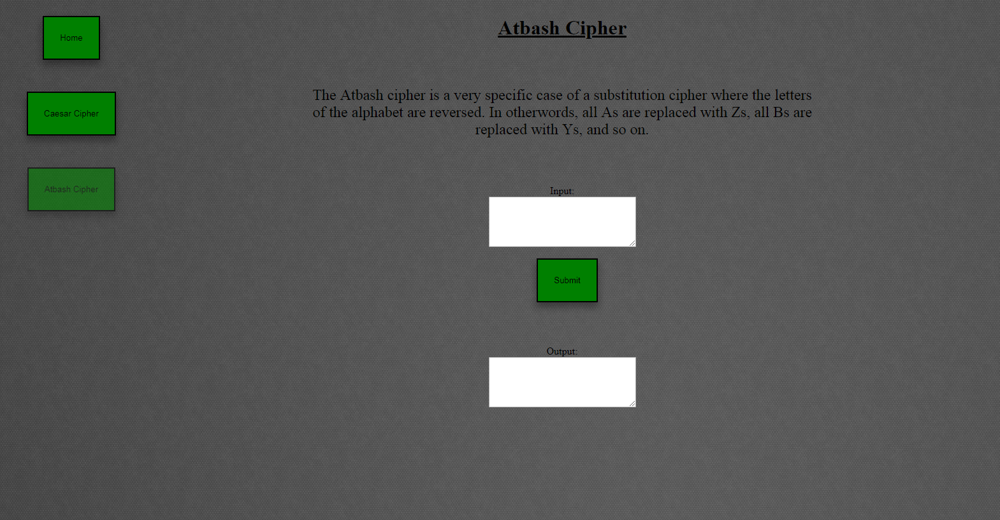 Home
Caesar Cipher
Atbash Cipher
Atbash Cipher
The Atbash cipher is a very specific case of a substitution cipher where the letters
of the alphabet are reversed. In otherwords, all As are replaced with Zs, all Bs are
replaced with Ys, and so on.
Input:
Submit
Output: